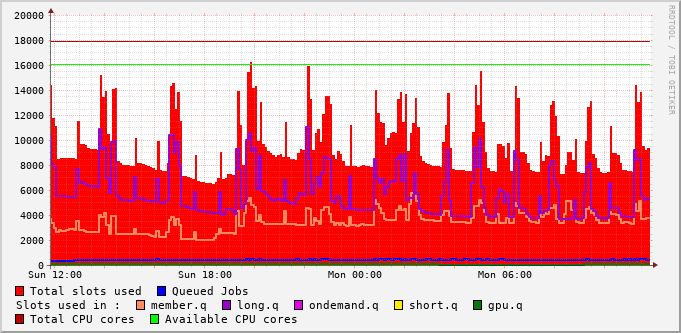 20000
18000
16000
14000
12000
10000
8000
6000
4000
2000
0
Sun 12:00 Sun 18:00 Mon 00:00 Mon 06:00
RRDTOOL / TOBI OETIKER
Total slots used Queued Jobs
Slots used in : member.q long.q ondemand.q short.q gpu.q
Total CPU cores Available CPU cores